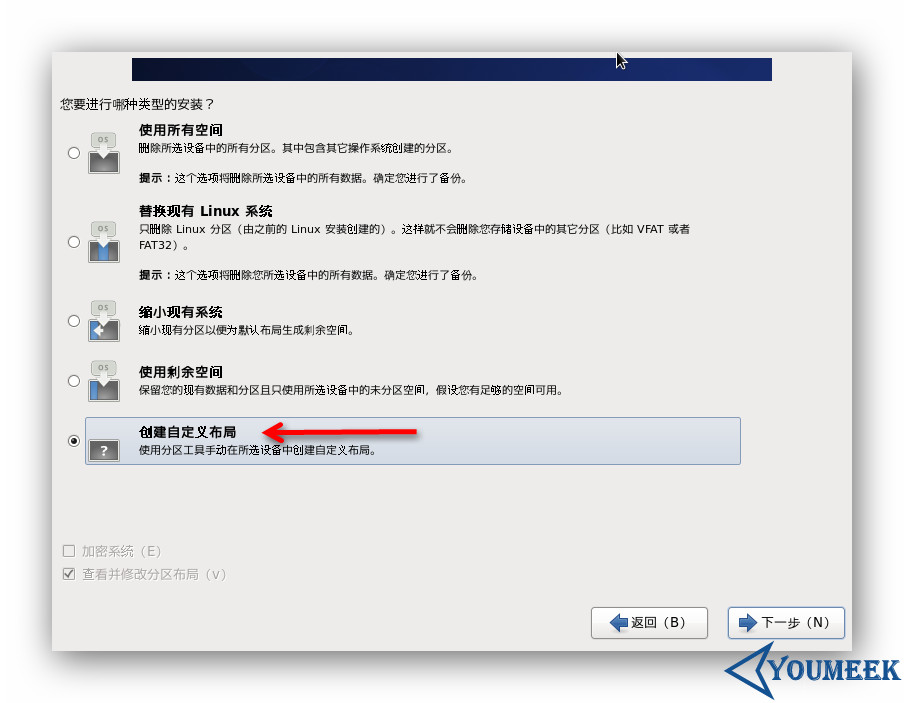 您要进行哪种类型的安装？
OS
使用所有空间
删除所选设备中的所有分区。其中包含其它操作系统创建的分区。
提示：这个选项将删除所选设备中的所有数据。确定您进行了备份。
OS
替换现有 Linux 系统
只删除 Linux 分区（由之前的 Linux 安装创建的）。这样就不会删除您存储设备中的其它分区（比如 VFAT 或者
FAT32）。
提示：这个选项将删除您所选设备中的所有数据。确定您进行了备份。
OS
缩小现有系统
缩小现有分区以便为默认布局生成剩余空间。
OS
使用剩余空间
保留您的现有数据和分区且只使用所选设备中的未分区空间，假设您有足够的空间可用。
?
创建自定义布局
使用分区工具手动在所选设备中创建自定义布局。
加密系统（E）
查看并修改分区布局（v）
返回（B）
下一步（N）
YOUMEEK